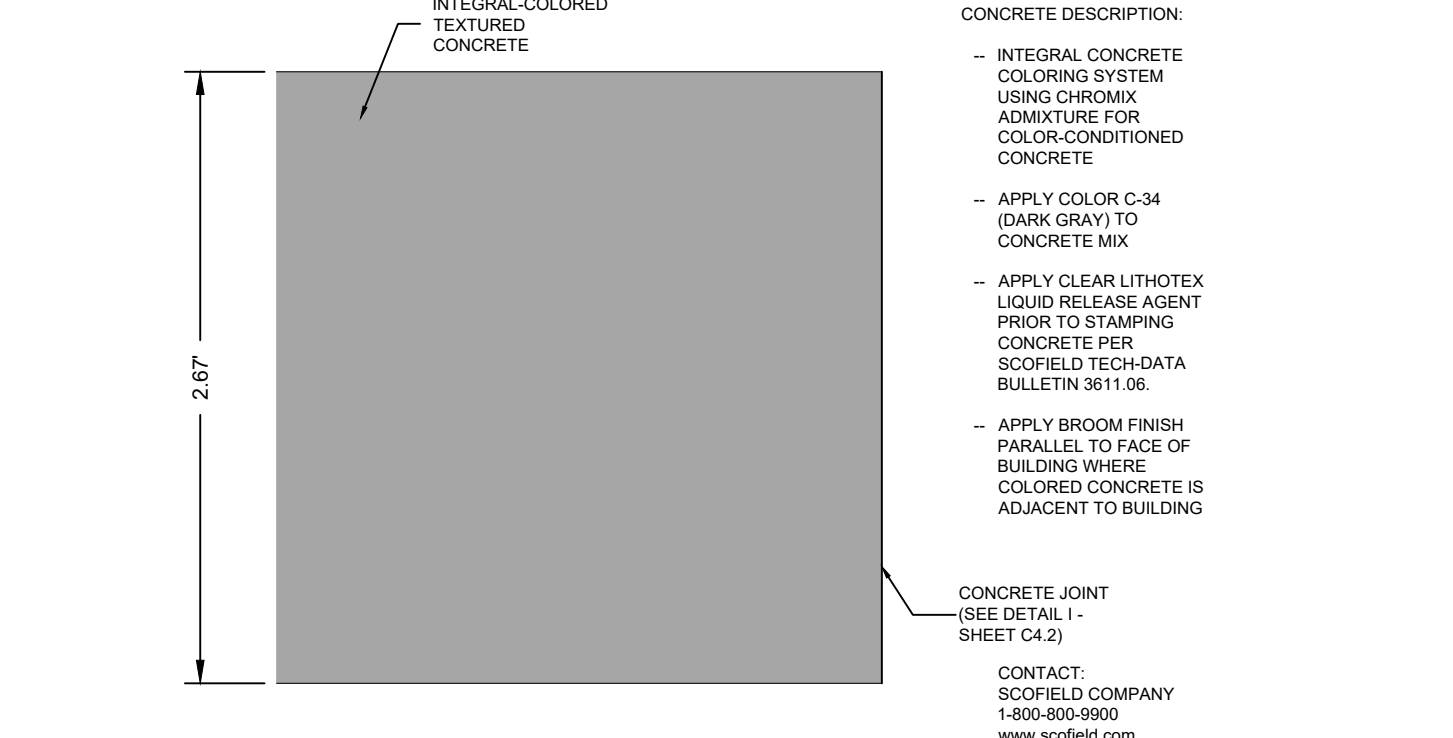 INTEGRAL-COLORED
TEXTURED
CONCRETE
2.67'
CONCRETE DESCRIPTION:
-- INTEGRAL CONCRETE
COLORING SYSTEM
USING CHROMIX
ADMIXTURE FOR
COLOR-CONDITIONED
CONCRETE
-- APPLY COLOR C-34
(DARK GRAY) TO
CONCRETE MIX
-- APPLY CLEAR LITHOTEX
LIQUID RELEASE AGENT
PRIOR TO STAMPING
CONCRETE PER
SCOFIELD TECH-DATA
BULLETIN 3611.06.
-- APPLY BROOM FINISH
PARALLEL TO FACE OF
BUILDING WHERE
COLORED CONCRETE IS
ADJACENT TO BUILDING
CONCRETE JOINT
(SEE DETAIL I -
SHEET C4.2)
CONTACT:
SCOFIELD COMPANY
1-800-800-9900
www.scofield.com